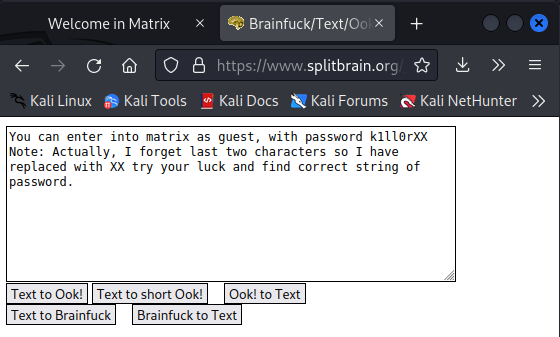 Welcome in Matrix
Brainfuck/Text/Ook
https://www.splitbrain.org/
Kali Linux
Kali Tools
Kali Docs
Kali Forums
Kali NetHunter
You can enter into matrix as guest, with password k1ll0rXX
Note: Actually, I forget last two characters so I have
replaced with XX try your luck and find correct string of
password.
Text to Ook!
Text to short Ook!
Ook! to Text
Text to Brainfuck
Brainfuck to Text